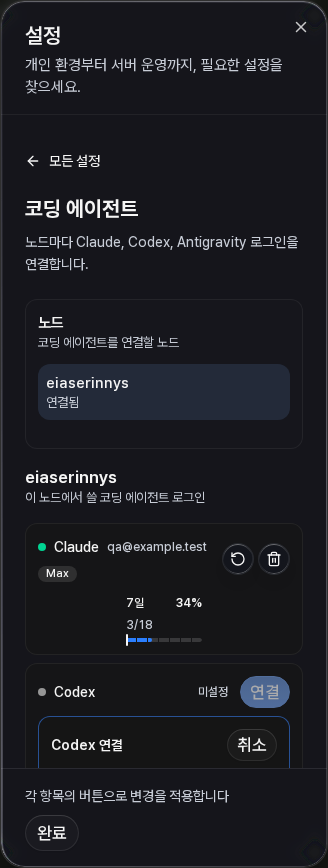 설정
개인 환경부터 서버 운영까지, 필요한 설정을
찾으세요.
모든 설정
코딩 에이전트
노드마다 Claude, Codex, Antigravity 로그인을
연결합니다.
노드
코딩 에이전트를 연결할 노드
eiaserinnys
연결됨
eiaserinnys
이 노드에서 쓸 코딩 에이전트 로그인
Claude qa@example.test
Max
7일 34%
3/18
Codex 미설정 연결
Codex 연결 취소
각 항목의 버튼으로 변경을 적용합니다
완료